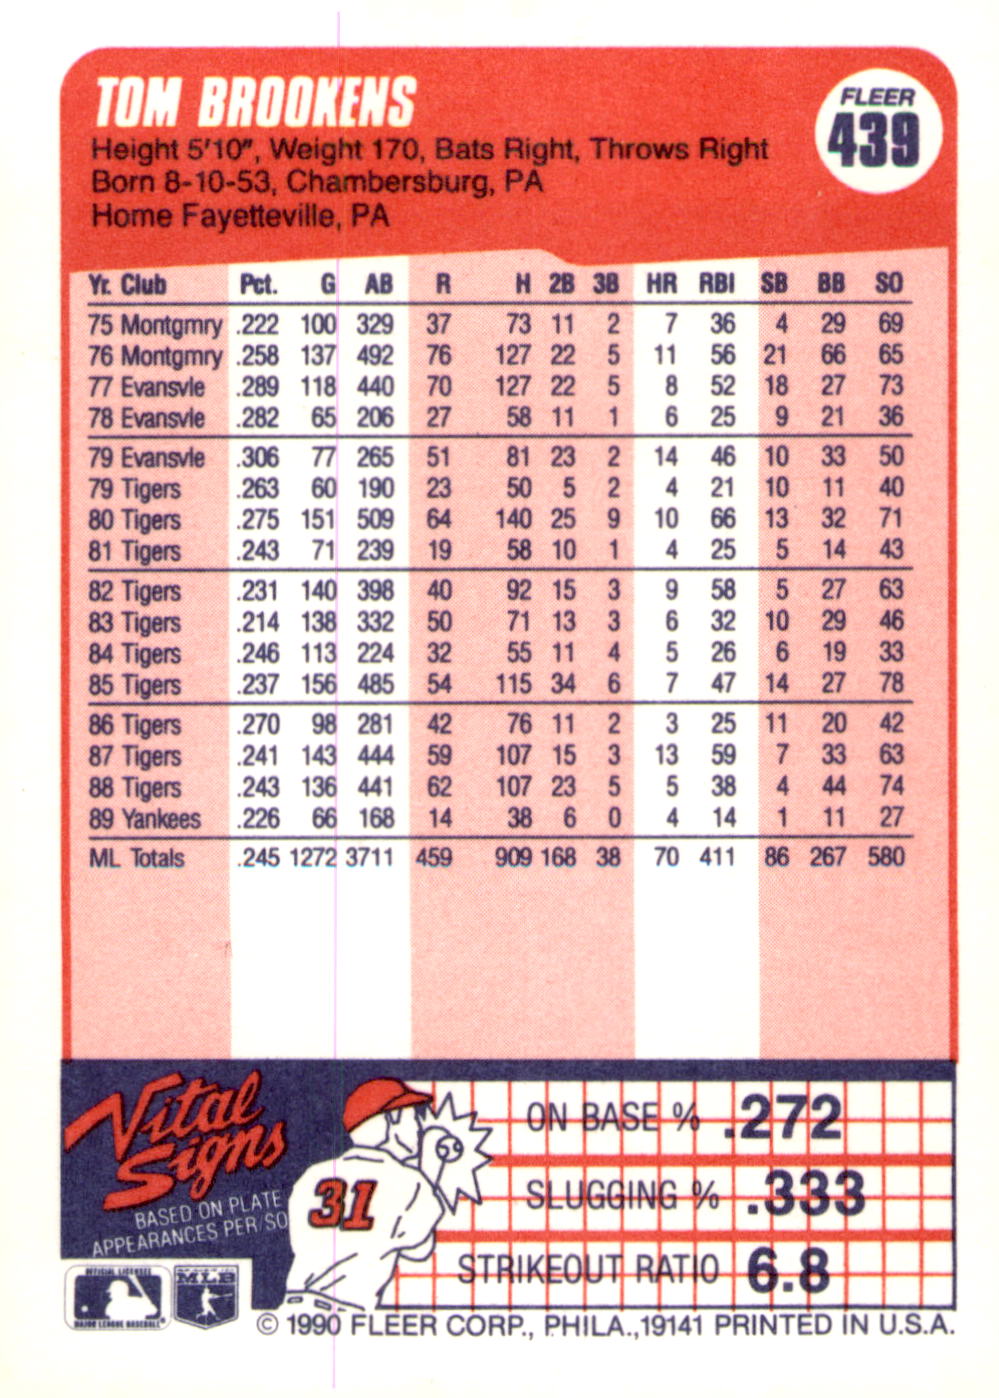 TOM BROOKENS
FLEER
439
Height 5'10", Weight 170, Bats Right, Throws Right
Born 8-10-53, Chambersburg, PA
Home Fayetteville, PA
Yr. Club Pct. G AB R H 2B 3B HR RBI SB BB SO
75 Montgmry .222 100 329 37 73 11 2 7 36 4 29 69
76 Montgmry .258 137 492 76 127 22 5 11 56 21 66 65
77 Evansvle .289 118 440 70 127 22 5 8 52 18 27 73
78 Evansvle .282 65 206 27 58 11 1 6 25 9 21 36
79 Evansvle .306 77 265 51 81 23 2 14 46 10 33 50
79 Tigers .263 60 190 23 50 5 2 4 21 10 11 40
80 Tigers .275 151 509 64 140 25 9 10 66 13 32 71
81 Tigers .243 71 239 19 58 10 1 4 25 5 14 43
82 Tigers .231 140 398 40 92 15 3 9 58 5 27 63
83 Tigers .214 138 332 50 71 13 3 6 32 10 29 46
84 Tigers .246 113 224 32 55 11 4 5 26 6 19 33
85 Tigers .237 156 485 54 115 34 6 7 47 14 27 78
86 Tigers .270 98 281 42 76 11 2 3 25 11 20 42
87 Tigers .241 143 444 59 107 15 3 13 59 7 33 63
88 Tigers .243 136 441 62 107 23 5 5 38 4 44 74
89 Yankees .226 66 168 14 38 6 0 4 14 1 11 27
ML Totals .245 1272 3711 459 909 168 38 70 411 86 267 580
Vital
Signs
BASED ON PLATE
APPEARANCES PER/SO
31
ON BASE % .272
SLUGGING % .333
STRIKEOUT RATIO 6.8
OFFICIAL LICENSEE
MAJOR LEAGUE BASEBALL
MLB
© 1990 FLEER CORP., PHILA.,19141 PRINTED IN U.S.A.